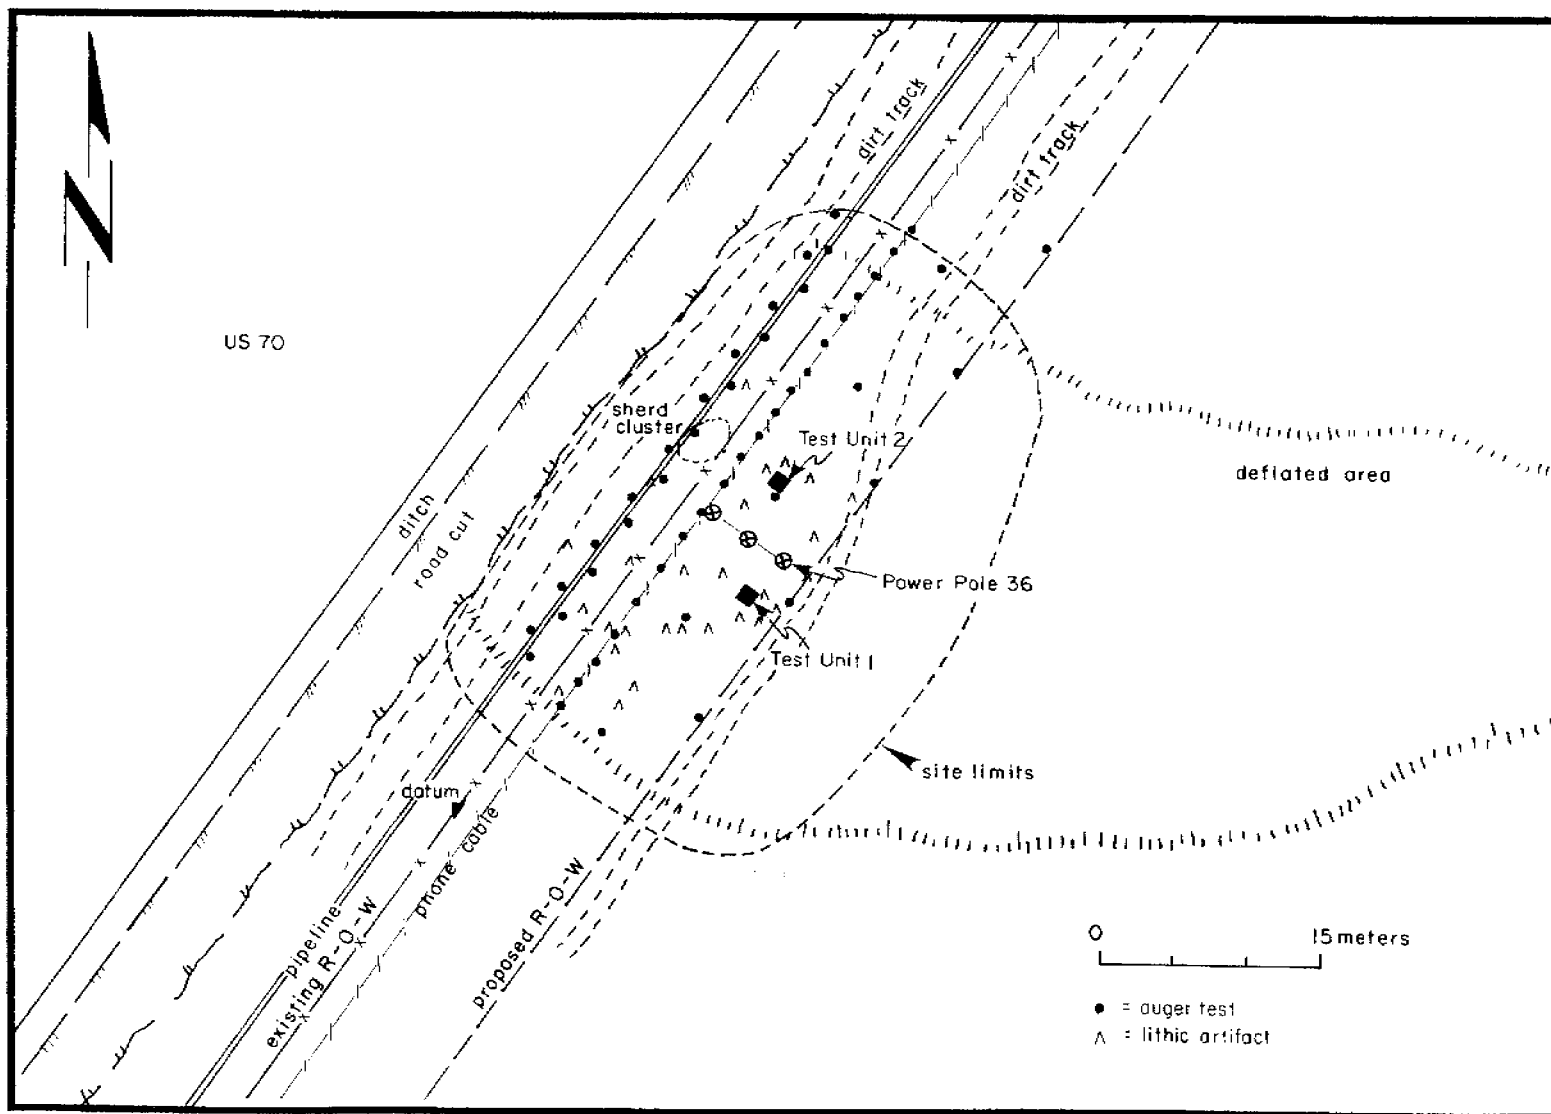 N
dirt track
dirt track
US 70
sherd
cluster
Test Unit 2
deflated area
ditch
road cut
Power Pole 36
Test Unit 1
site limits
datum
phone cable
pipeline
existing R-O-W
proposed R-O-W
0 15 meters
● = auger test
∧ = lithic artifact